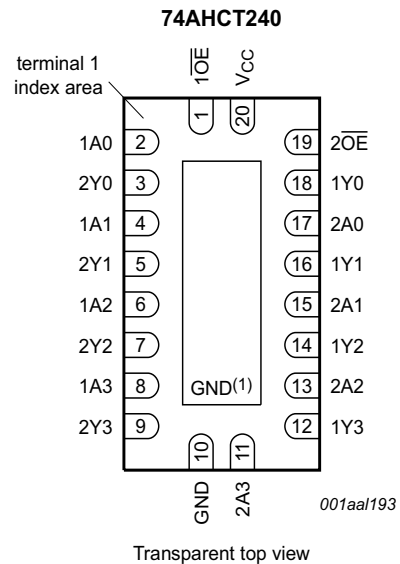 74AHCT240
terminal 1
index area
1O̅E̅
VCC
1
20
1A0 2 19 2O̅E̅
2Y0 3 18 1Y0
1A1 4 17 2A0
2Y1 5 16 1Y1
1A2 6 15 2A1
2Y2 7 14 1Y2
1A3 8 GND(1) 13 2A2
2Y3 9 12 1Y3
10
11
GND
2A3
001aal193
Transparent top view